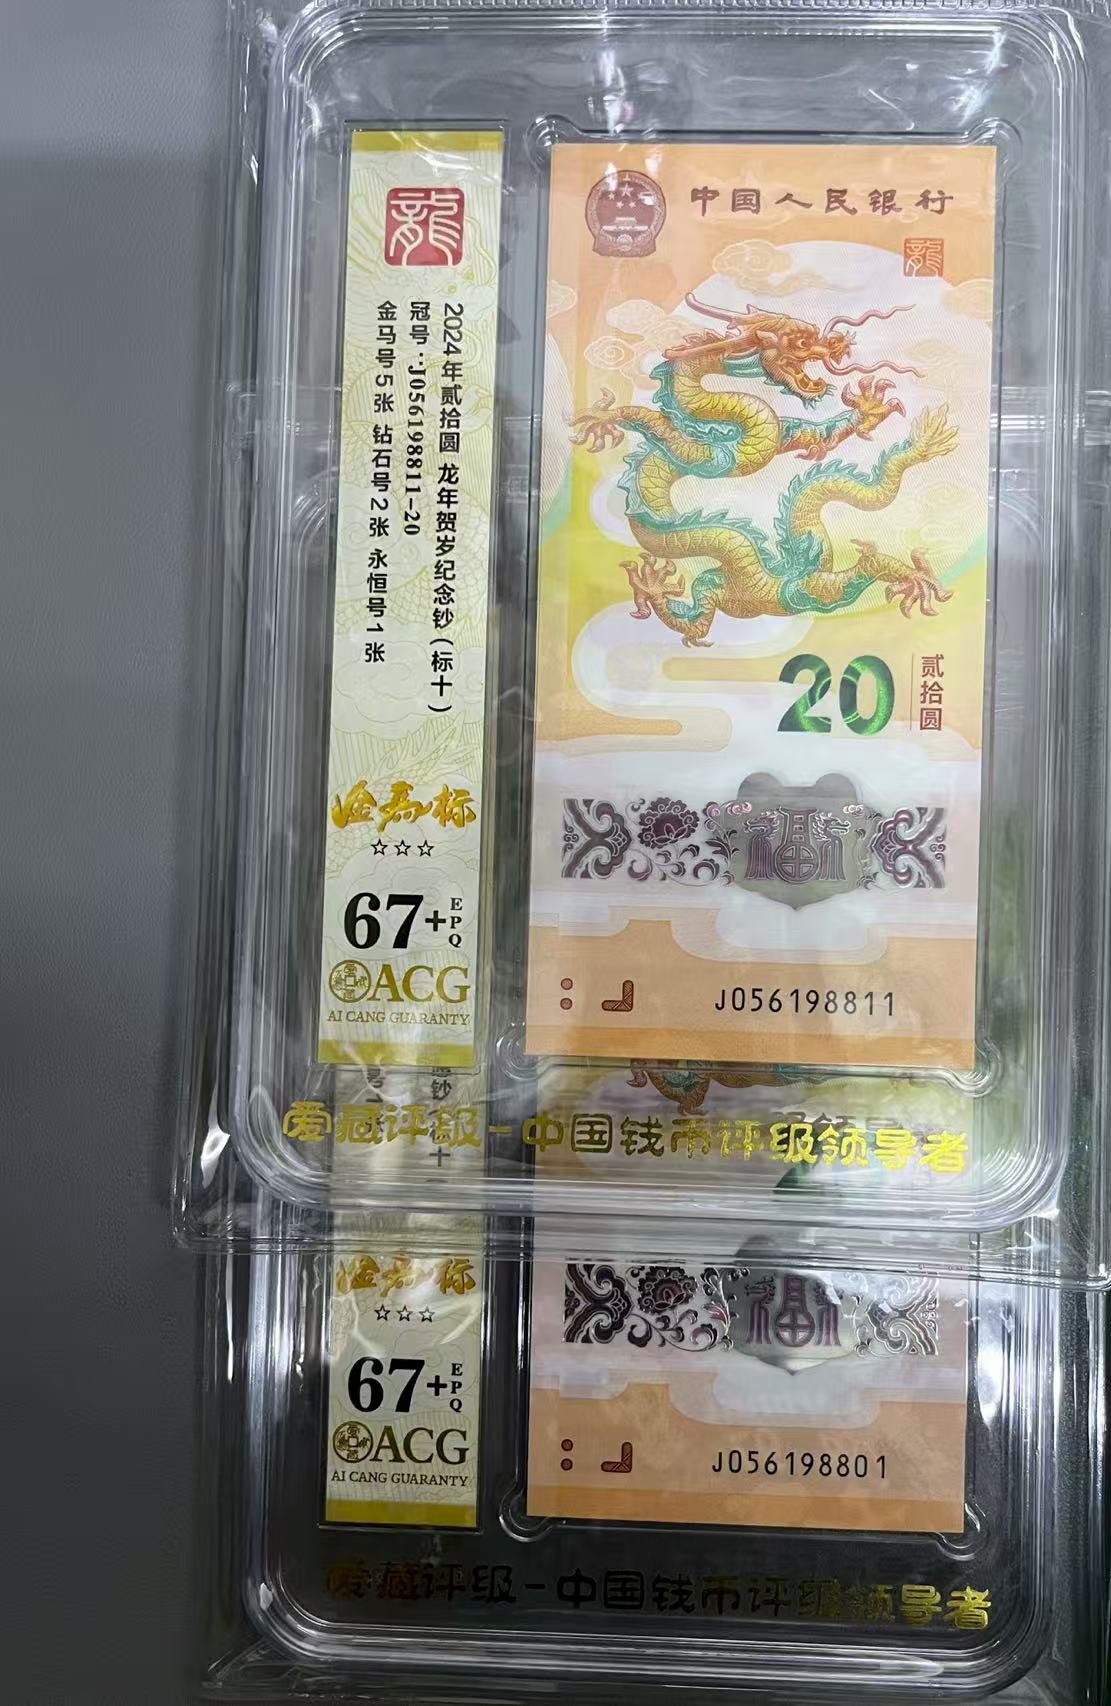 龍
2024年贰拾圆 龙年贺岁纪念钞(标十)
冠号:J056198811-20
金马号5张 钻石号2张 永恒号1张
金马标
☆☆☆
67+EPQ
ACG
AI CANG GUARANTY
中国人民银行
龍
20
贰拾圆
福
J056198811
爱藏评级-中国钱币评级领导者
金马标
☆☆☆
67+EPQ
ACG
AI CANG GUARANTY
福
J056198801
爱藏评级-中国钱币评级领导者